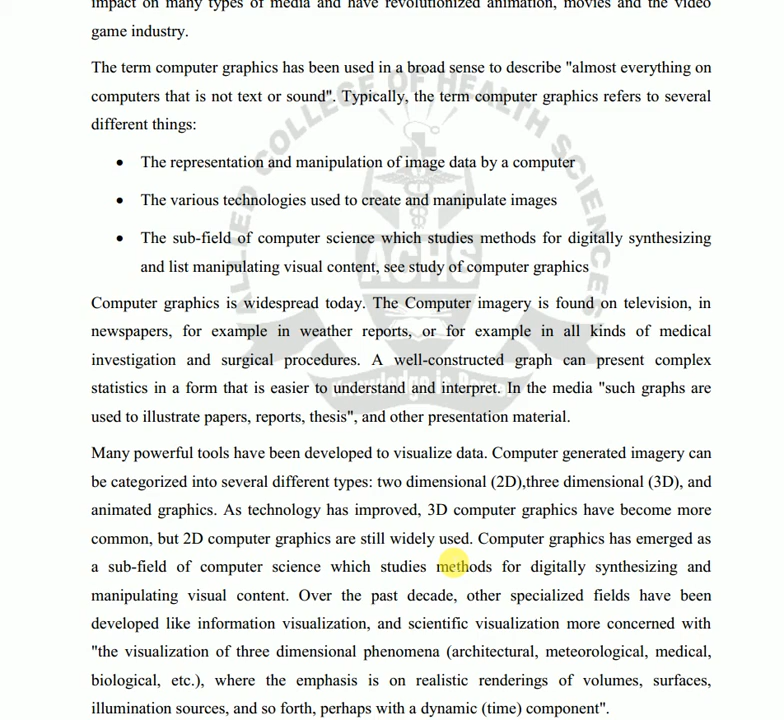 impact on many types of media and have revolutionized animation, movies and the video
game industry.
The term computer graphics has been used in a broad sense to describe "almost everything on
computers that is not text or sound". Typically, the term computer graphics refers to several
different things:
• The representation and manipulation of image data by a computer
• The various technologies used to create and manipulate images
• The sub-field of computer science which studies methods for digitally synthesizing
and list manipulating visual content, see study of computer graphics
Computer graphics is widespread today. The Computer imagery is found on television, in
newspapers, for example in weather reports, or for example in all kinds of medical
investigation and surgical procedures. A well-constructed graph can present complex
statistics in a form that is easier to understand and interpret. In the media "such graphs are
used to illustrate papers, reports, thesis", and other presentation material.
Many powerful tools have been developed to visualize data. Computer generated imagery can
be categorized into several different types: two dimensional (2D),three dimensional (3D), and
animated graphics. As technology has improved, 3D computer graphics have become more
common, but 2D computer graphics are still widely used. Computer graphics has emerged as
a sub-field of computer science which studies methods for digitally synthesizing and
manipulating visual content. Over the past decade, other specialized fields have been
developed like information visualization, and scientific visualization more concerned with
"the visualization of three dimensional phenomena (architectural, meteorological, medical,
biological, etc.), where the emphasis is on realistic renderings of volumes, surfaces,
illumination sources, and so forth, perhaps with a dynamic (time) component".
ALLIED COLLEGE OF HEALTH SCIENCES
ACHS
Knowledge is Power